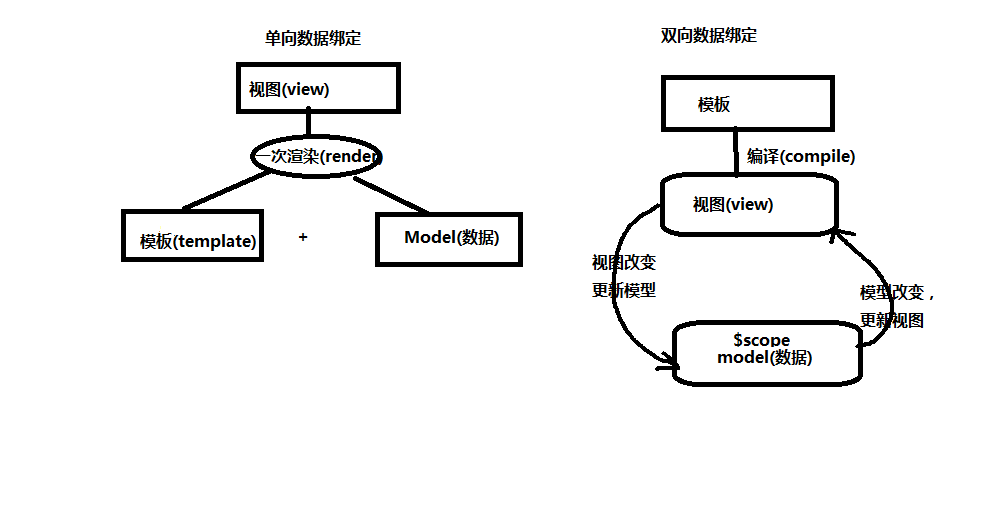 单向数据绑定
视图(view)
一次渲染(render)
模板(template)
+
Model(数据)
双向数据绑定
模板
编译(compile)
视图(view)
视图改变
更新模型
模型改变，
更新视图
$scope
model(数据)